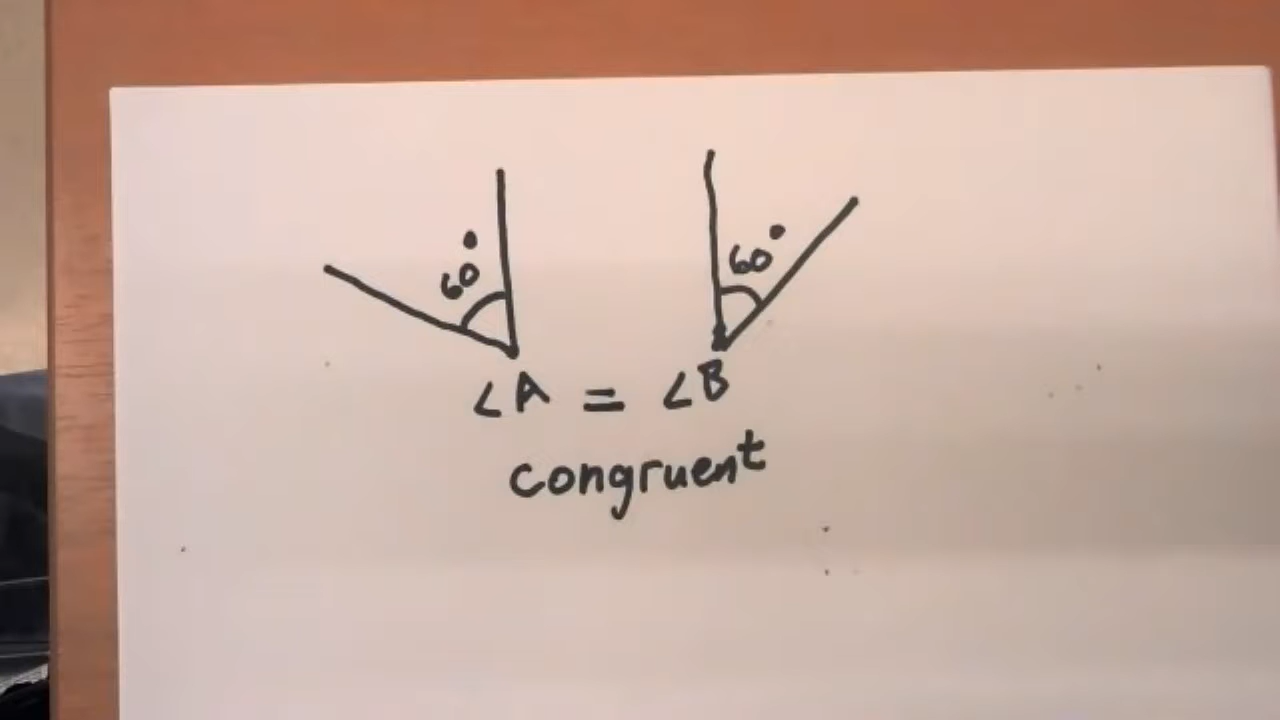 60° 60°
∠A = ∠B
congruent